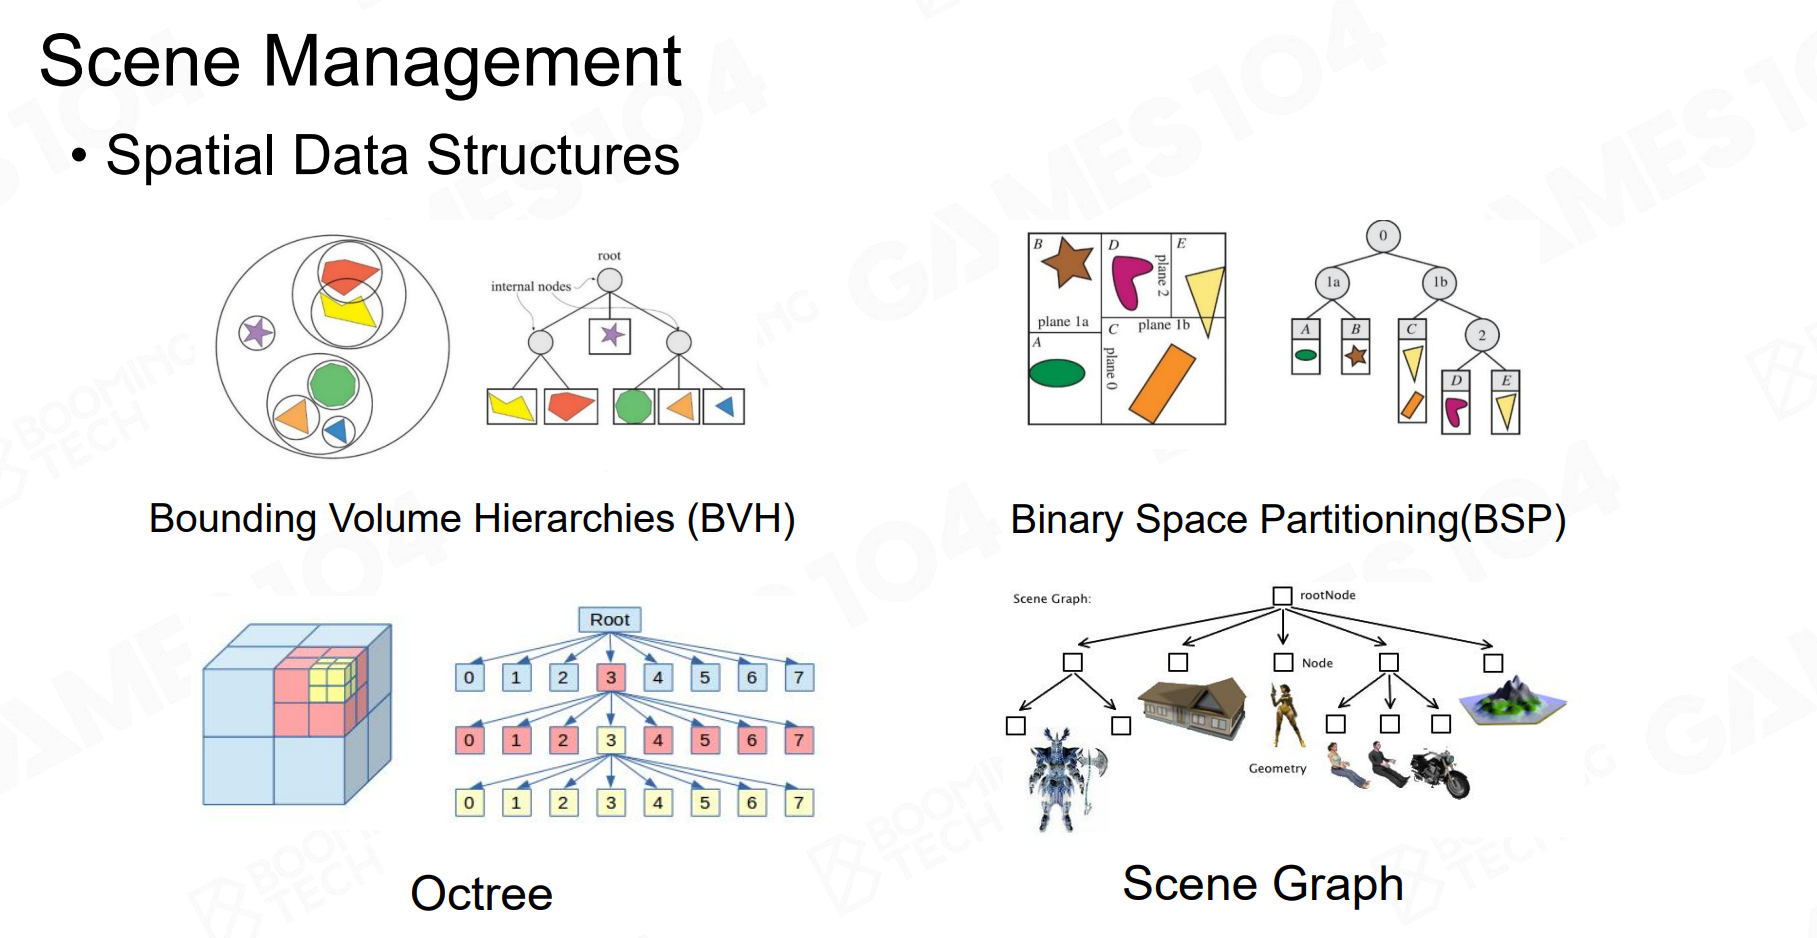 Scene Management
• Spatial Data Structures
root
internal nodes
B
D
E
plane 2
plane 1a
C
plane 1b
A
plane 0
0
1a
1b
A
B
C
2
D
E
Bounding Volume Hierarchies (BVH)
Binary Space Partitioning(BSP)
Root
0 1 2 3 4 5 6 7
0 1 2 3 4 5 6 7
0 1 2 3 4 5 6 7
Scene Graph:
rootNode
Node
Geometry
Octree
Scene Graph
GAMES104
BOOMING
TECH